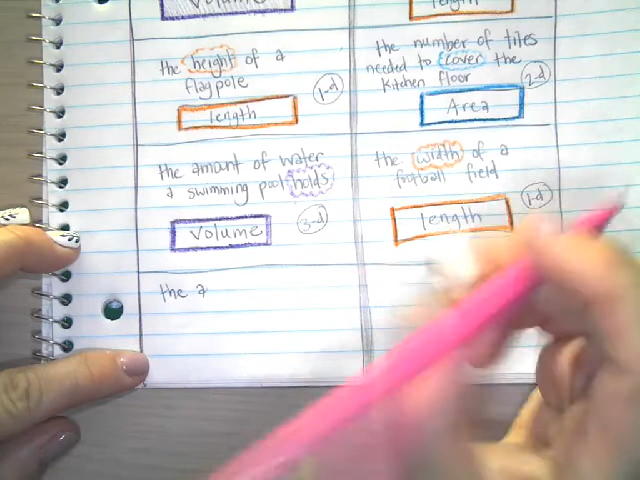 Volume
length
the height of a
flagpole
1-d
length
the number of tiles
needed to cover the
kitchen floor
2-d
Area
the amount of water
a swimming pool holds
3-d
Volume
the width of a
football field
1-d
length
the a